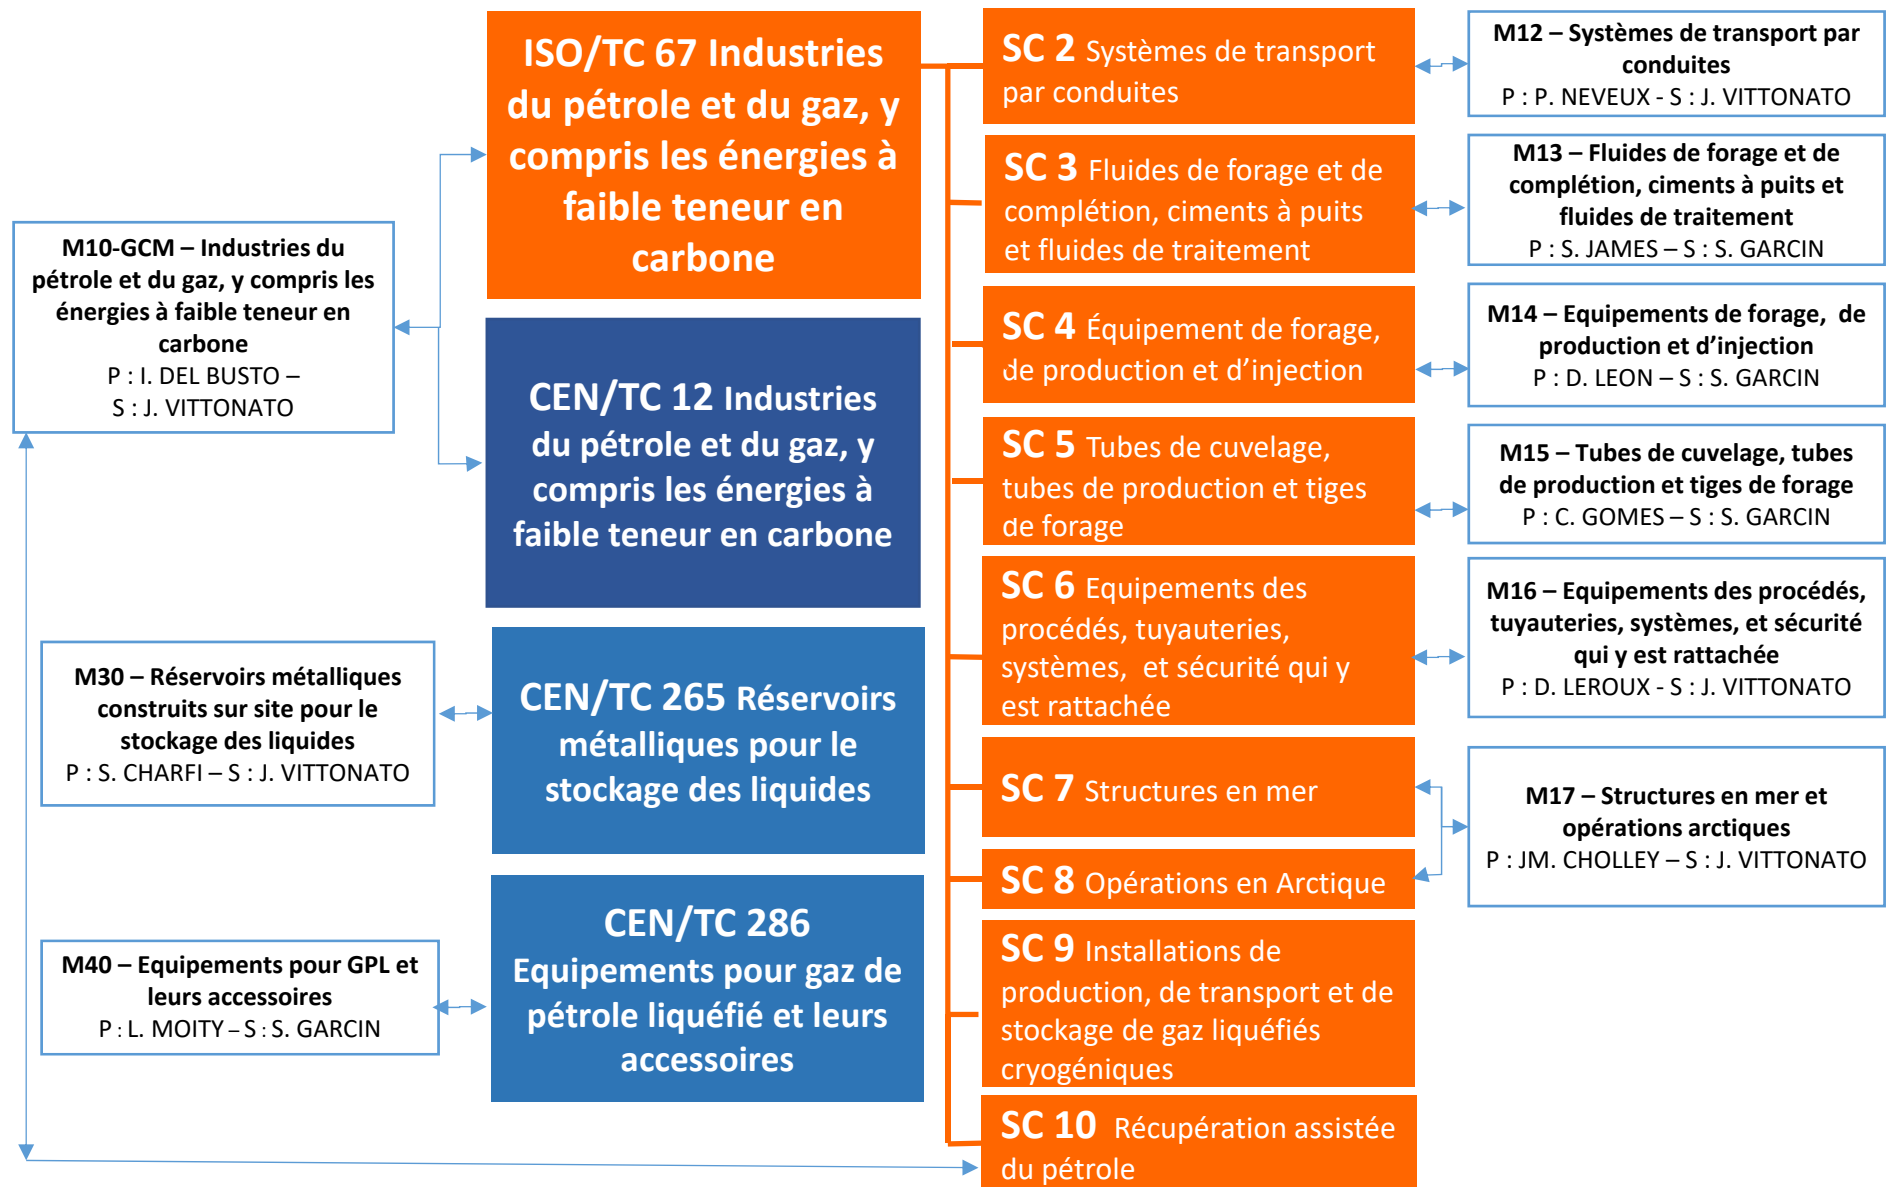 M10-GCM – Industries du
pétrole et du gaz, y compris les
énergies à faible teneur en
carbone
P : I. DEL BUSTO –
S : J. VITTONATO
M30 – Réservoirs métalliques
construits sur site pour le
stockage des liquides
P : S. CHARFI – S : J. VITTONATO
M40 – Equipements pour GPL et
leurs accessoires
P : L. MOITY – S : S. GARCIN
ISO/TC 67 Industries
du pétrole et du gaz, y
compris les énergies à
faible teneur en
carbone
CEN/TC 12 Industries
du pétrole et du gaz, y
compris les énergies à
faible teneur en carbone
CEN/TC 265 Réservoirs
métalliques pour le
stockage des liquides
CEN/TC 286
Equipements pour gaz de
pétrole liquéfié et leurs
accessoires
SC 2 Systèmes de transport
par conduites
SC 3 Fluides de forage et de
complétion, ciments à puits
et fluides de traitement
SC 4 Équipement de forage,
de production et d’injection
SC 5 Tubes de cuvelage,
tubes de production et tiges
de forage
SC 6 Equipements des
procédés, tuyauteries,
systèmes, et sécurité qui y
est rattachée
SC 7 Structures en mer
SC 8 Opérations en Arctique
SC 9 Installations de
production, de transport et de
stockage de gaz liquéfiés
cryogéniques
SC 10 Récupération assistée
du pétrole
M12 – Systèmes de transport par
conduites
P : P. NEVEUX - S : J. VITTONATO
M13 – Fluides de forage et de
complétion, ciments à puits et
fluides de traitement
P : S. JAMES – S : S. GARCIN
M14 – Equipements de forage, de
production et d’injection
P : D. LEON – S : S. GARCIN
M15 – Tubes de cuvelage, tubes
de production et tiges de forage
P : C. GOMES – S : S. GARCIN
M16 – Equipements des procédés,
tuyauteries, systèmes, et sécurité
qui y est rattachée
P : D. LEROUX - S : J. VITTONATO
M17 – Structures en mer et
opérations arctiques
P : JM. CHOLLEY – S : J. VITTONATO